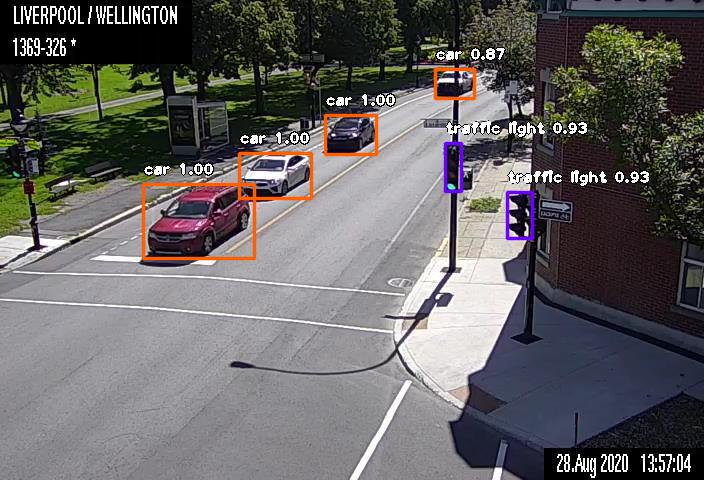 LIVERPOOL / WELLINGTON
1369-326 *
car 0.87
car 1.00
car 1.00
car 1.00
traffic light 0.93
traffic light 0.93
28.Aug 2020 13:57:04